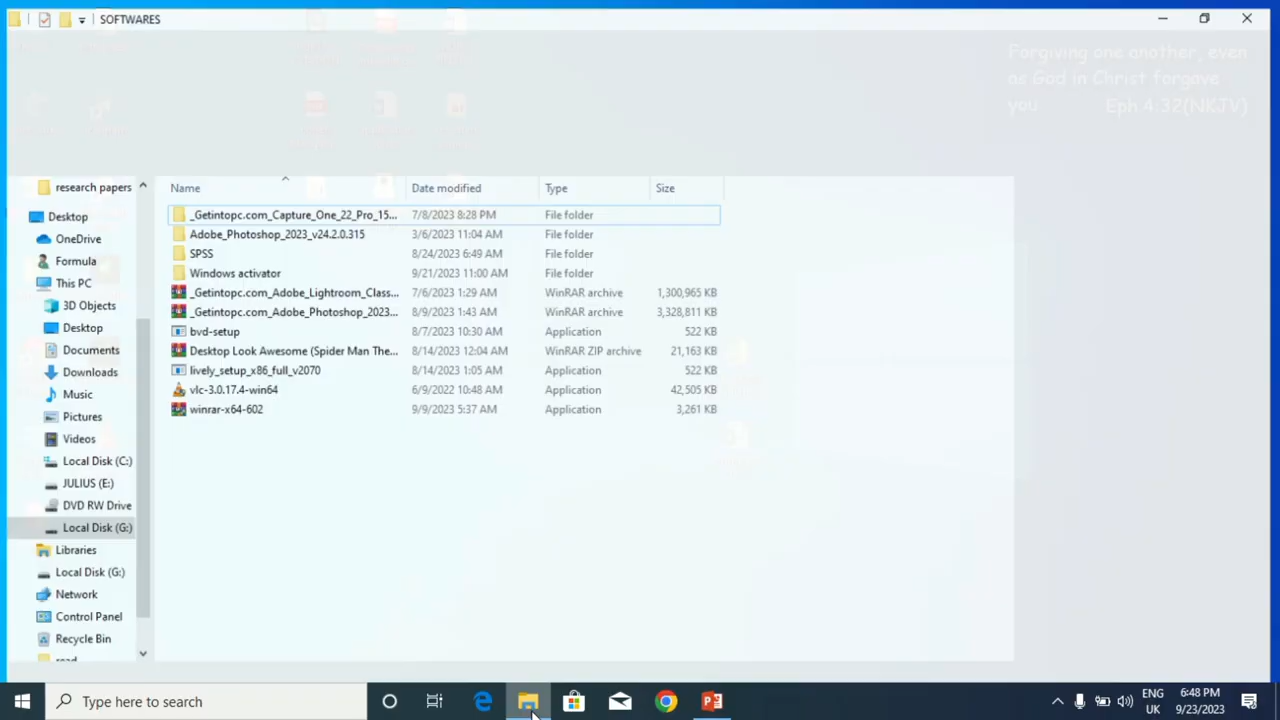 SOFTWARES
Forgiving one another, even
as God in Christ forgave
you Eph 4:32(NKJV)
research papers
Desktop
OneDrive
Formula
This PC
3D Objects
Desktop
Documents
Downloads
Music
Pictures
Videos
Local Disk (C:)
JULIUS (E:)
DVD RW Drive
Local Disk (G:)
Libraries
Local Disk (G:)
Network
Control Panel
Recycle Bin
Name Date modified Type Size
_Getintopc.com_Capture_One_22_Pro_15... 7/8/2023 8:28 PM File folder
Adobe_Photoshop_2023_v24.2.0.315 3/6/2023 11:04 AM File folder
SPSS 8/24/2023 6:49 AM File folder
Windows activator 9/21/2023 11:00 AM File folder
_Getintopc.com_Adobe_Lightroom_Class... 7/6/2023 1:29 AM WinRAR archive 1,300,965 KB
_Getintopc.com_Adobe_Photoshop_2023... 8/9/2023 1:43 AM WinRAR archive 3,328,811 KB
bvd-setup 8/7/2023 10:30 AM Application 522 KB
Desktop Look Awesome (Spider Man The... 8/14/2023 12:04 AM WinRAR ZIP archive 21,163 KB
lively_setup_x86_full_v2070 8/14/2023 1:05 AM Application 522 KB
vlc-3.0.17.4-win64 6/9/2022 10:48 AM Application 42,505 KB
winrar-x64-602 9/9/2023 5:37 AM Application 3,261 KB
Type here to search
ENG
UK
6:48 PM
9/23/2023